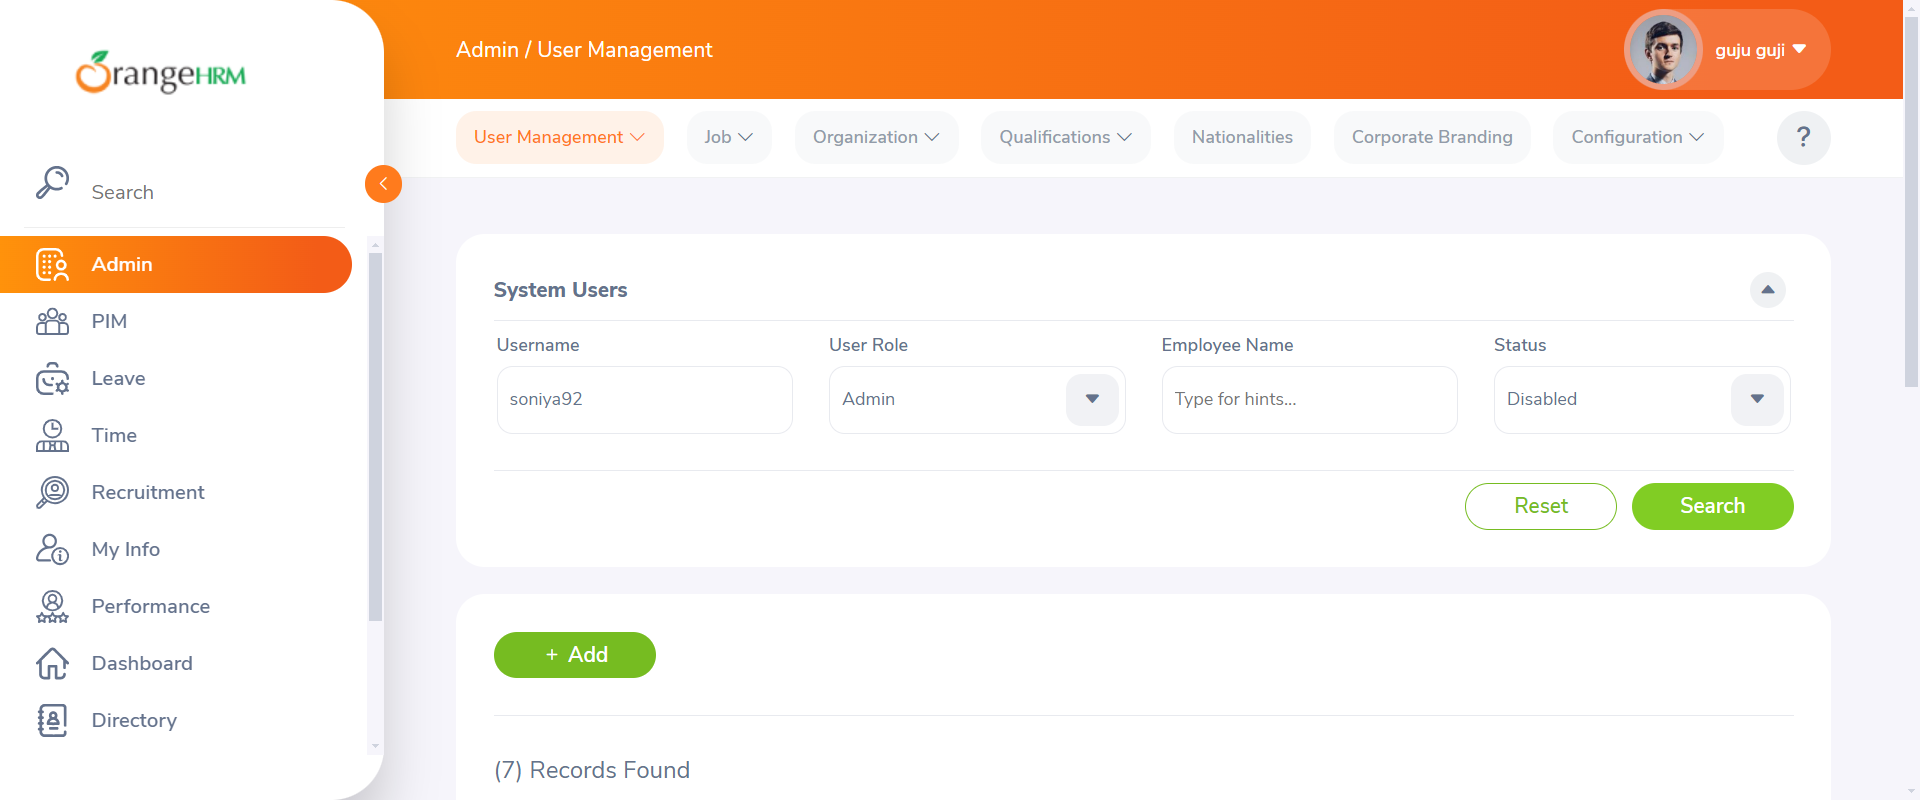 OrangeHRM
Admin / User Management
guju guji
User Management
Job
Organization
Qualifications
Nationalities
Corporate Branding
Configuration
?
Search
Admin
PIM
Leave
Time
Recruitment
My Info
Performance
Dashboard
Directory
System Users
Username
User Role
Employee Name
Status
soniya92
Admin
Type for hints...
Disabled
Reset
Search
+ Add
(7) Records Found